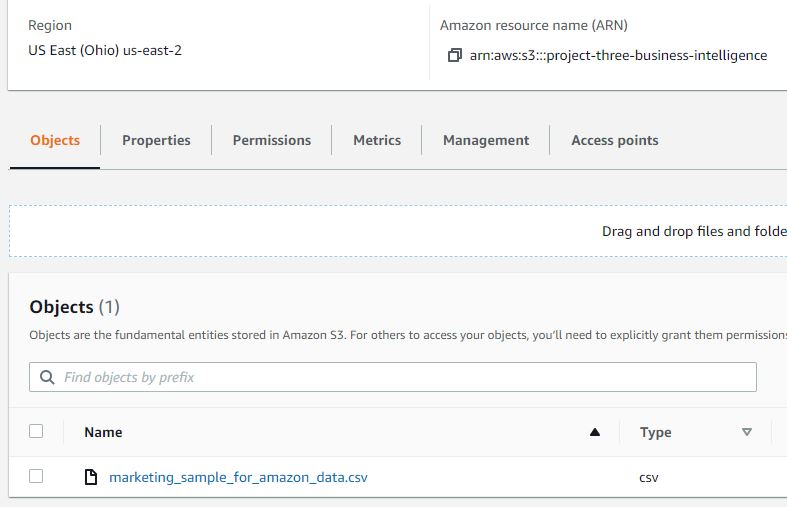 Region
Amazon resource name (ARN)
US East (Ohio) us-east-2
arn:aws:s3:::project-three-business-intelligence
Objects Properties Permissions Metrics Management Access points
Drag and drop files and folde
Objects (1)
Objects are the fundamental entities stored in Amazon S3. For others to access your objects, you'll need to explicitly grant them permissions
Find objects by prefix
Name Type
marketing_sample_for_amazon_data.csv csv